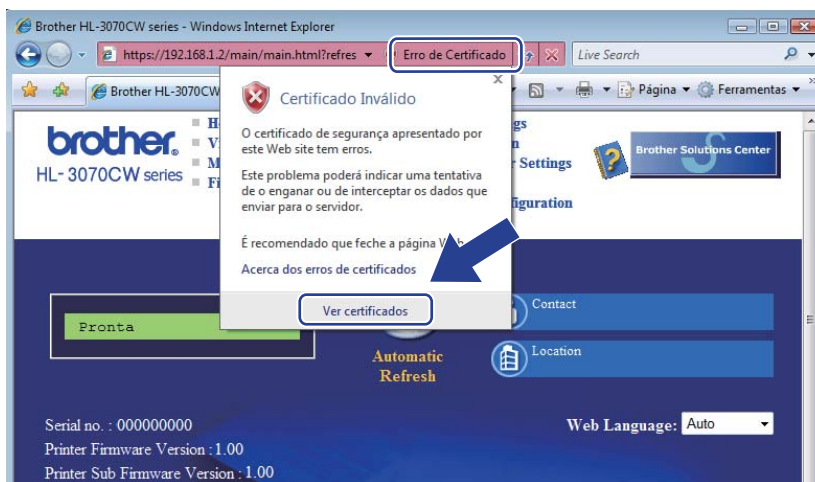 Brother HL-3070CW series - Windows Internet Explorer
https://192.168.1.2/main/main.html?refres Erro de Certificado Live Search
Brother HL-3070CW Página Ferramentas
Certificado Inválido
O certificado de segurança apresentado por
este Web site tem erros.
Este problema poderá indicar uma tentativa
de o enganar ou de interceptar os dados que
enviar para o servidor.
É recomendado que feche a página
Acerca dos erros de certificados
Ver certificados
brother.
HL-3070CW series
Settings
Brother Solutions Center
Pronta
Automatic
Refresh
Contact
Location
Serial no. : 000000000
Web Language: Auto
Printer Firmware Version : 1.00
Printer Sub Firmware Version : 1.00